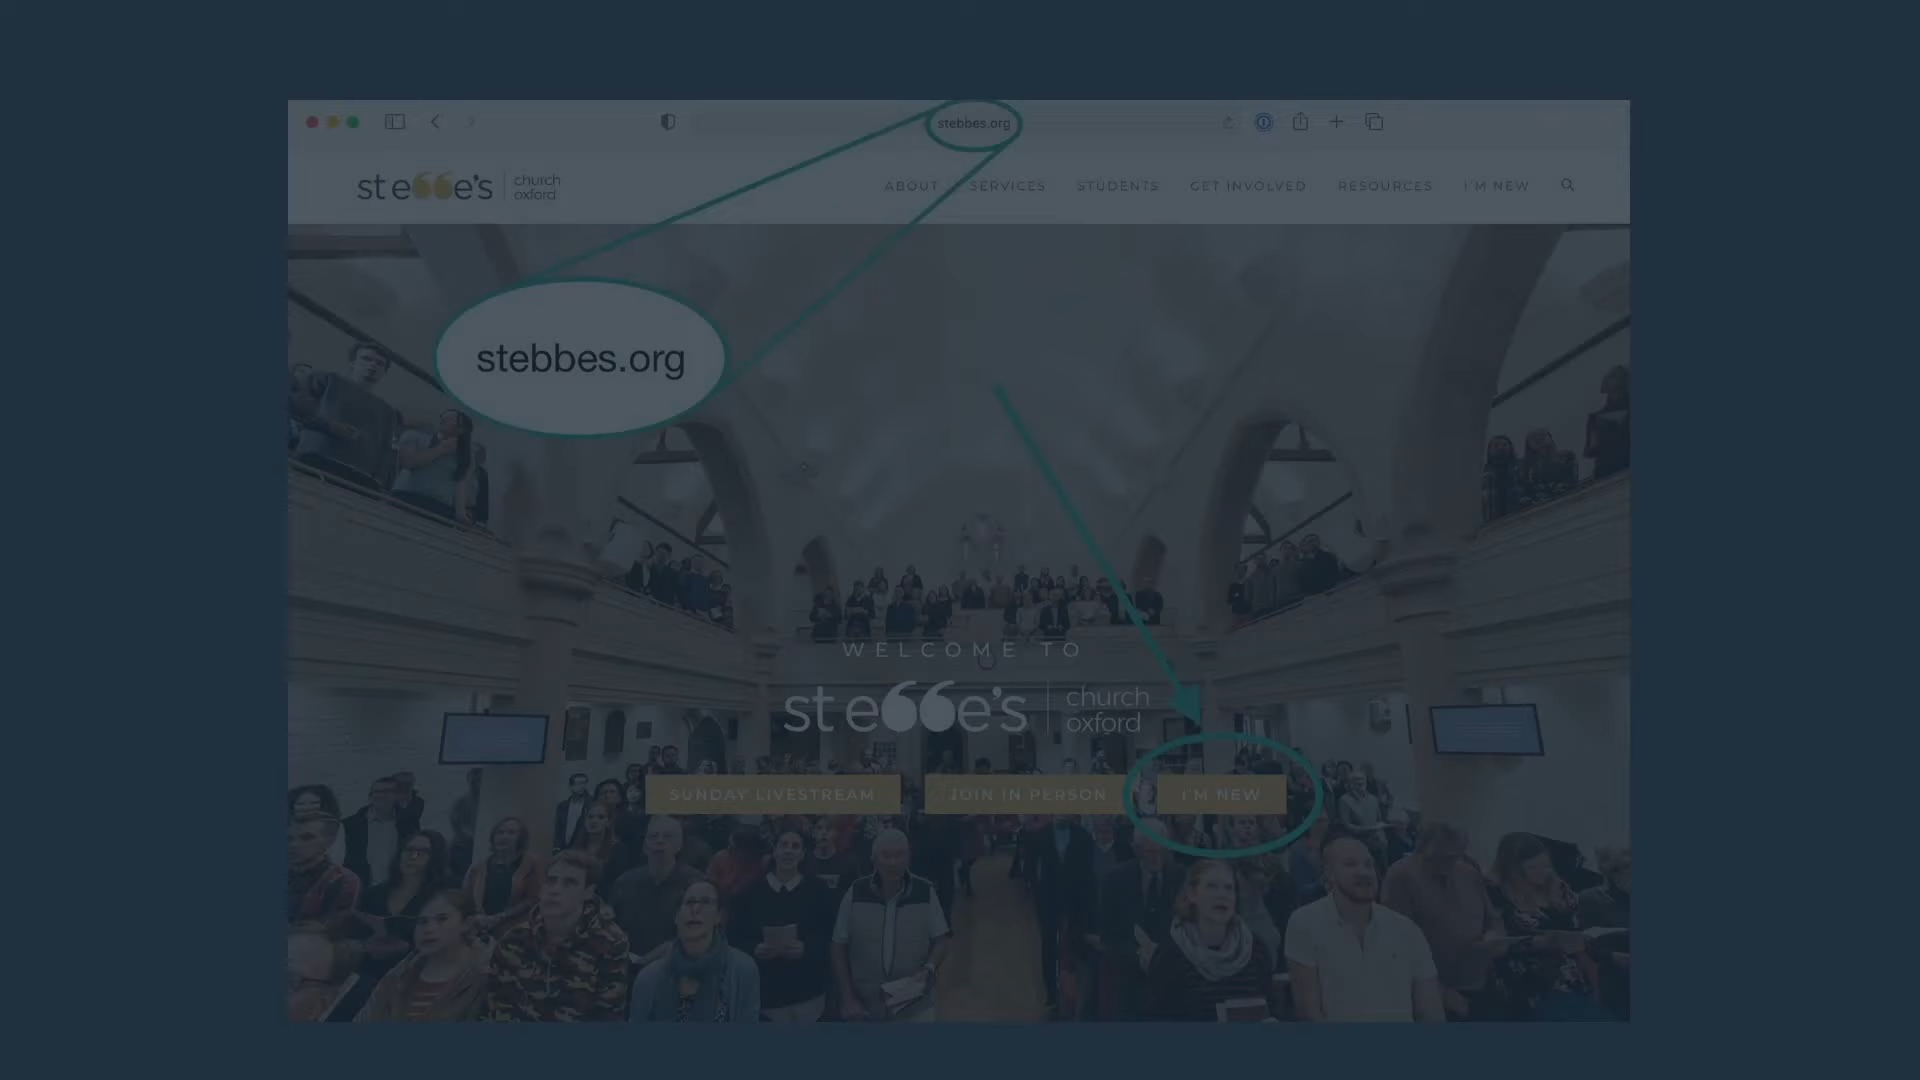 stebbes.org
st ebbe's church oxford
ABOUT SERVICES STUDENTS GET INVOLVED RESOURCES I'M NEW
stebbes.org
WELCOME TO
st ebbe's church oxford
SUNDAY LIVESTREAM JOIN IN PERSON I'M NEW